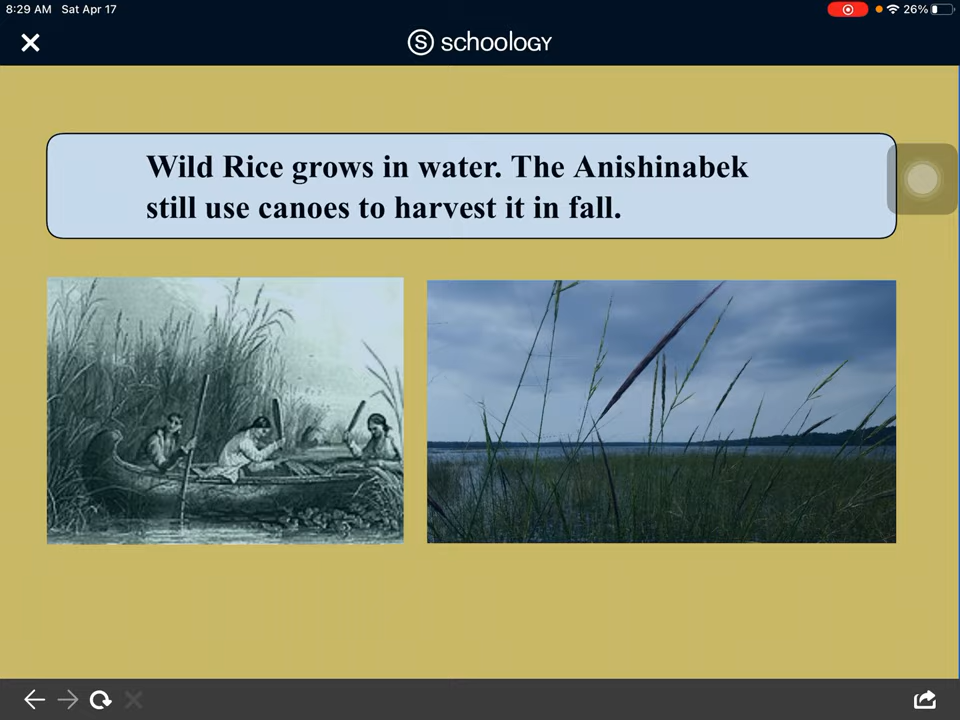 8:29 AM Sat Apr 17
26%
schoology
Wild Rice grows in water. The Anishinabek
still use canoes to harvest it in fall.